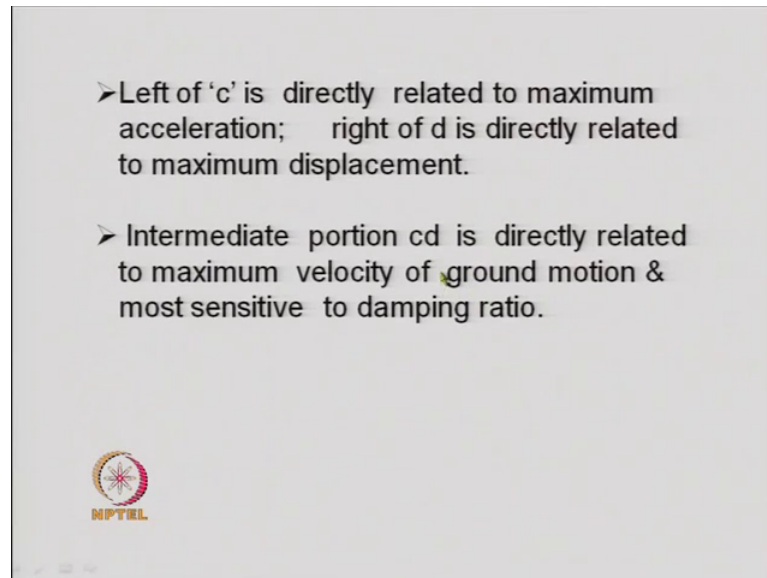 ➢Left of ‘c’ is directly related to maximum
acceleration; right of d is directly related
to maximum displacement.
➢ Intermediate portion cd is directly related
to maximum velocity of ground motion &
most sensitive to damping ratio.
NPTEL